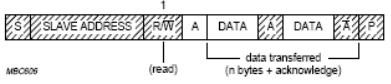 1
S SLAVE ADDRESS R/W̅ A DATA A DATA A̅ P
(read)
data transferred
(n bytes + acknowledge)
MBC606